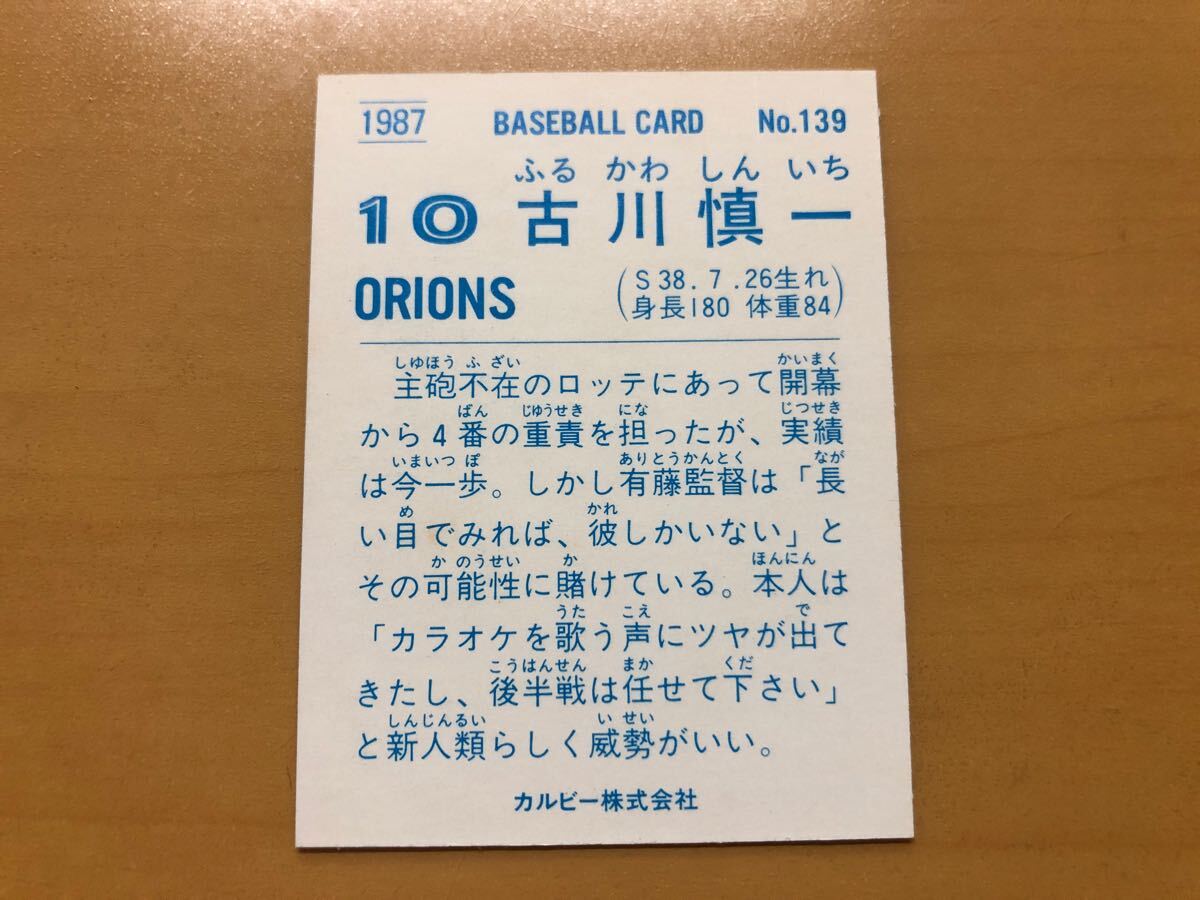 1987 BASEBALL CARD No.139
ふる かわ しん いち
10 古川慎一
ORIONS
(S38.7.26生れ
身長180 体重84)
しゆほう ふ ざい かいまく
主砲不在のロッテにあって開幕
ばん じゆうせき にな じつせき
から4番の重責を担ったが、実績
いまいつ ぽ ありとうかんとく なが
は今一歩。しかし有藤監督は「長
め かれ
い目でみれば、彼しかいない」と
か のうせい か ほんにん
その可能性に賭けている。本人は
うた こえ で
「カラオケを歌う声にツヤが出て
こうはんせん まか くだ
きたし、後半戦は任せて下さい」
しんじんるい い せい
と新人類らしく威勢がいい。
カルビー株式会社